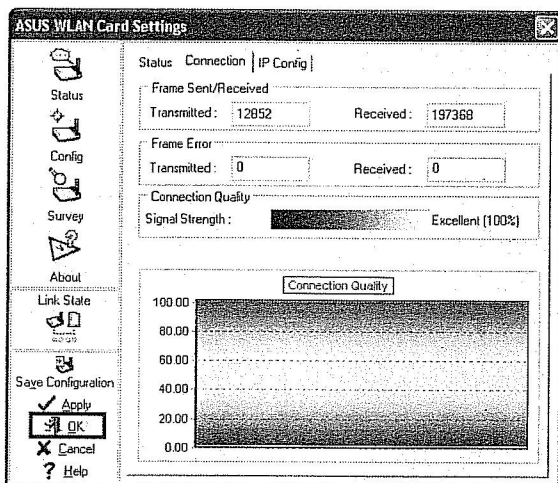 ASUS WLAN Card Settings
Status
Config
Survey
About
Link State
Save Configuration
Apply
OK
Cancel
? Help
Status Connection IP Config
Frame Sent/Received
Transmitted : 12852 Received : 197368
Frame Error
Transmitted : 0 Received : 0
Connection Quality
Signal Strength : Excellent (100%)
Connection Quality
100.00
80.00
60.00
40.00
20.00
0.00